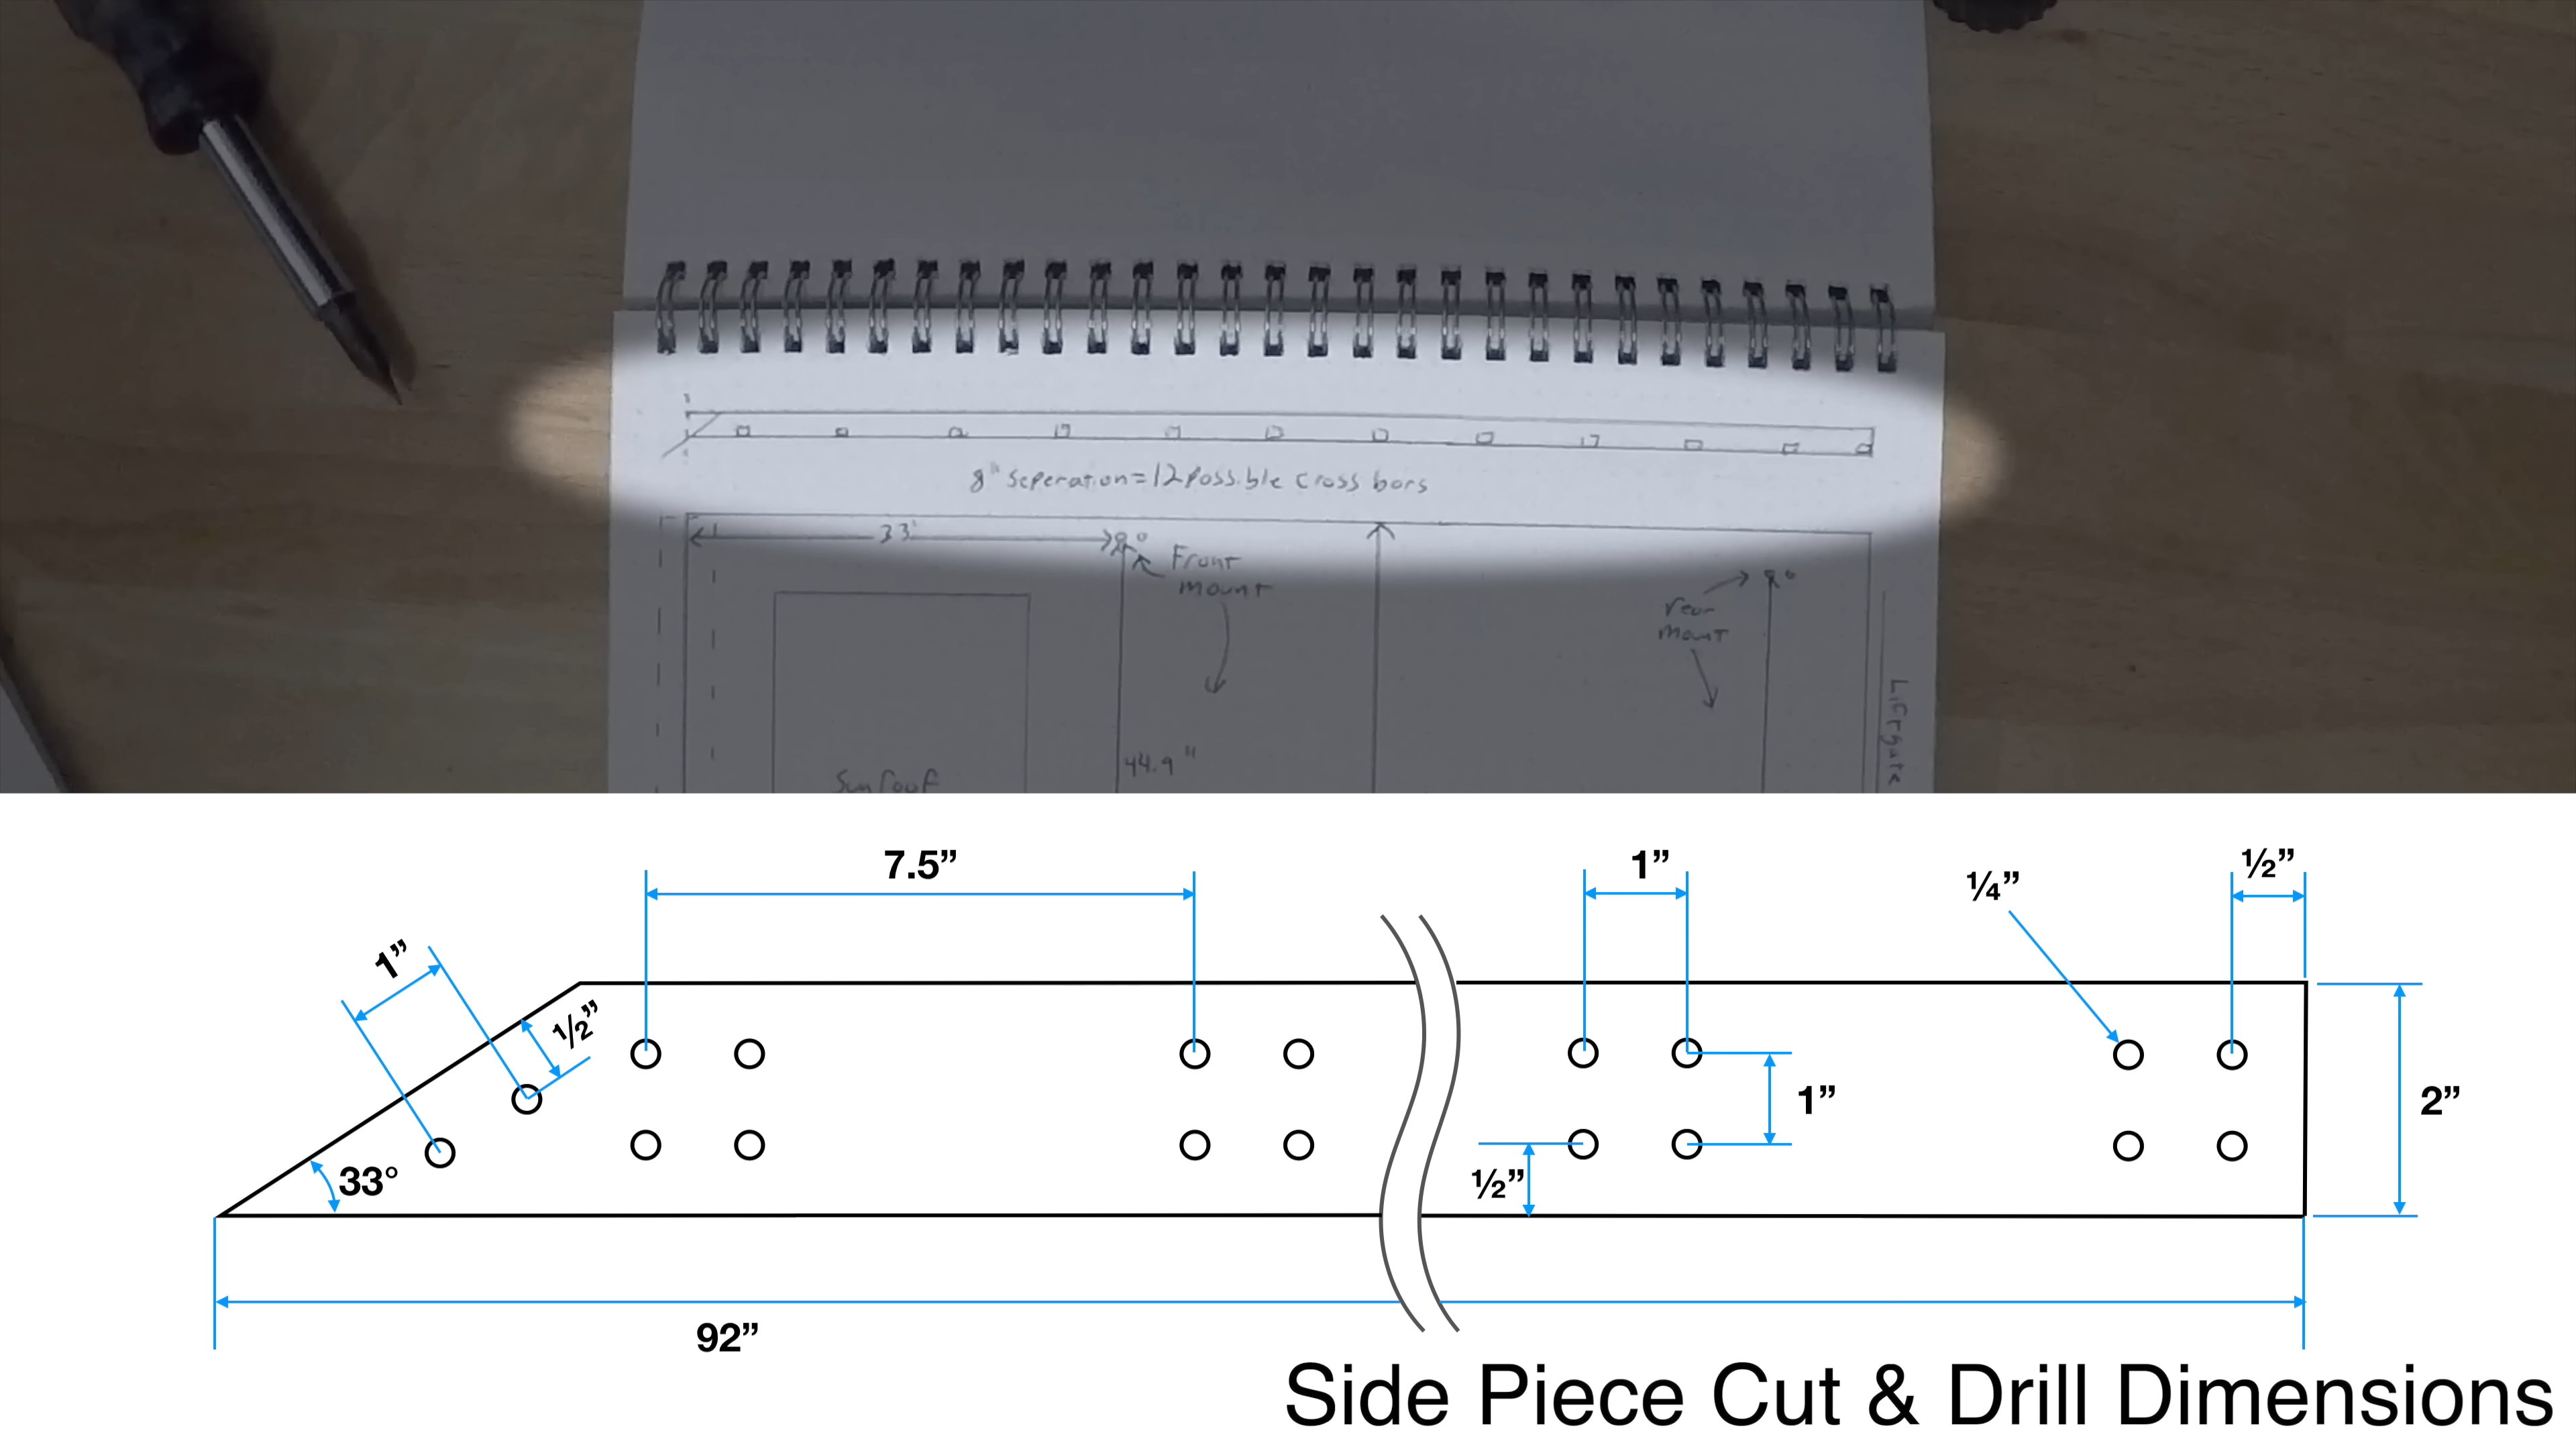 8" seperation = 12 possible cross bars
33"
Front
mount
rear
mount
Liftgate
44.9"
Sunroof
7.5”
1”
½”
¼”
1”
½”
33°
1”
½”
2”
92”
Side Piece Cut & Drill Dimensions